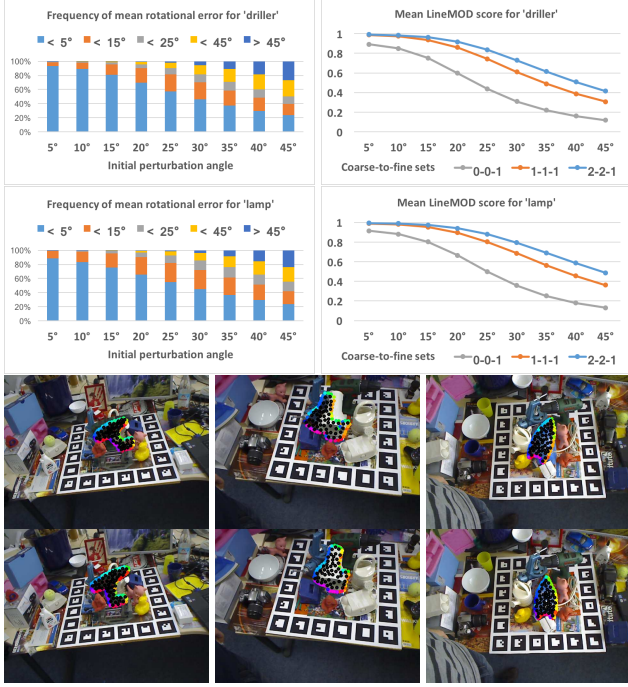 Frequency of mean rotational error for 'driller'
< 5° < 15° < 25° < 45° > 45°
100%
80%
60%
40%
20%
0%
5° 10° 15° 20° 25° 30° 35° 40° 45°
Initial perturbation angle
Mean LineMOD score for 'driller'
1
0.8
0.6
0.4
0.2
0
5° 10° 15° 20° 25° 30° 35° 40° 45°
Coarse-to-fine sets 0-0-1 1-1-1 2-2-1
Frequency of mean rotational error for 'lamp'
< 5° < 15° < 25° < 45° > 45°
100%
80%
60%
40%
20%
0%
5° 10° 15° 20° 25° 30° 35° 40° 45°
Initial perturbation angle
Mean LineMOD score for 'lamp'
1
0.8
0.6
0.4
0.2
0
5° 10° 15° 20° 25° 30° 35° 40° 45°
Coarse-to-fine sets 0-0-1 1-1-1 2-2-1